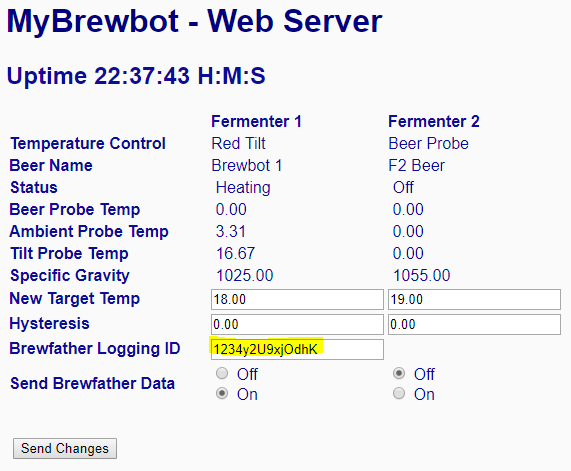 MyBrewbot - Web Server
Uptime 22:37:43 H:M:S
Fermenter 1 Fermenter 2
Temperature Control Red Tilt Beer Probe
Beer Name Brewbot 1 F2 Beer
Status Heating Off
Beer Probe Temp 0.00 0.00
Ambient Probe Temp 3.31 0.00
Tilt Probe Temp 16.67 0.00
Specific Gravity 1025.00 1055.00
New Target Temp 18.00 19.00
Hysteresis 0.00 0.00
Brewfather Logging ID 1234y2U9xjOdhK
Send Brewfather Data Off Off
On On
Send Changes